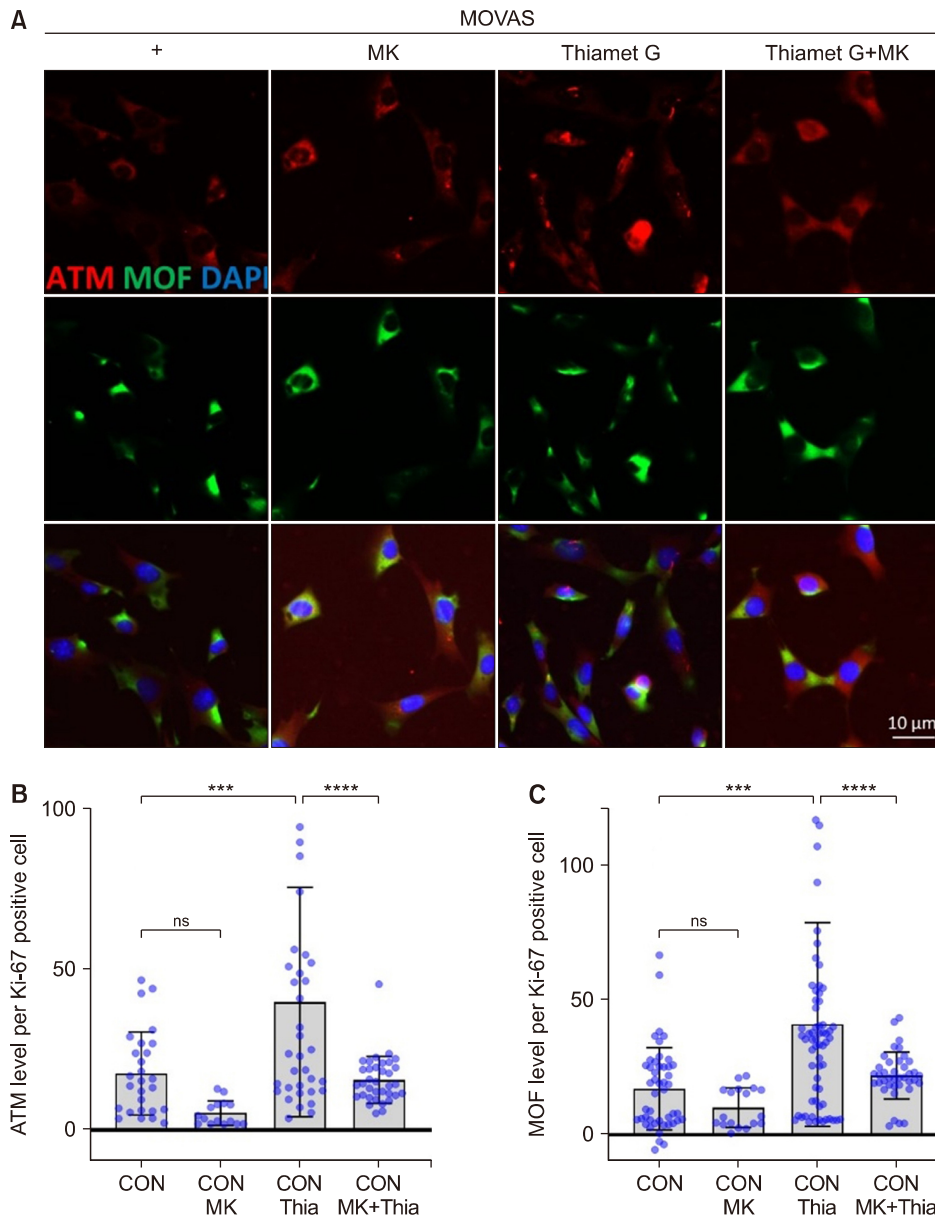 A
MOVAS
+ MK Thiamet G Thiamet G+MK
ATM MOF DAPI
10 µm
B
ATM level per Ki-67 positive cell
100
50
0
***
****
ns
CON
CON
MK
CON
Thia
CON
MK+Thia
C
MOF level per Ki-67 positive cell
100
50
0
***
****
ns
CON
CON
MK
CON
Thia
CON
MK+Thia